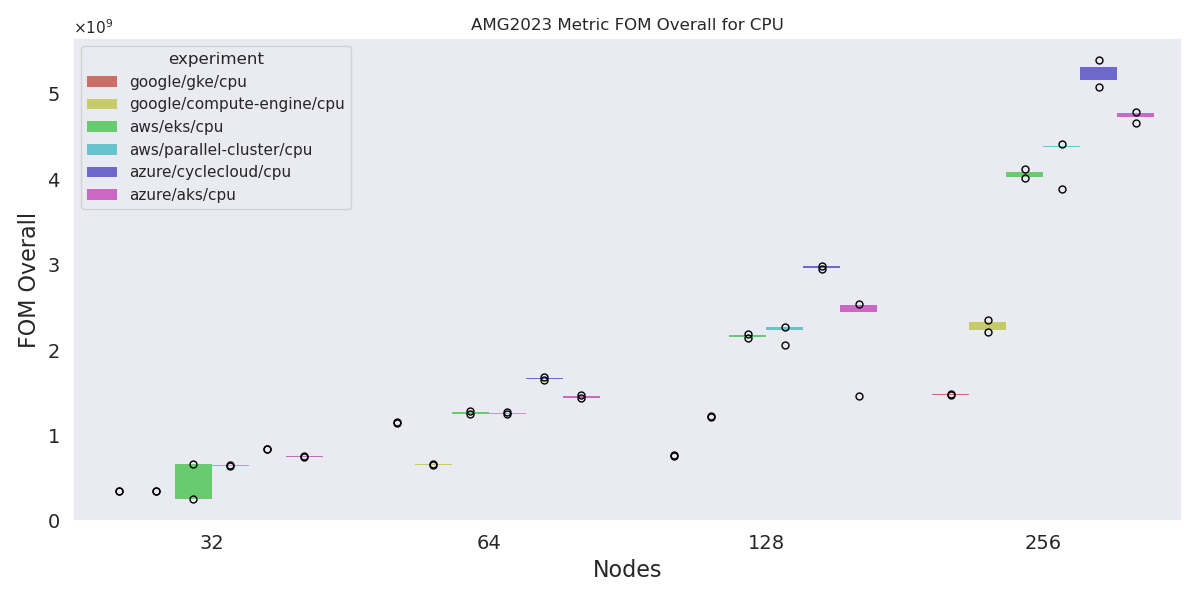 AMG2023 Metric FOM Overall for CPU
×10⁹
experiment
google/gke/cpu
google/compute-engine/cpu
aws/eks/cpu
aws/parallel-cluster/cpu
azure/cyclecloud/cpu
azure/aks/cpu
FOM Overall
5
4
3
2
1
0
32 64 128 256
Nodes